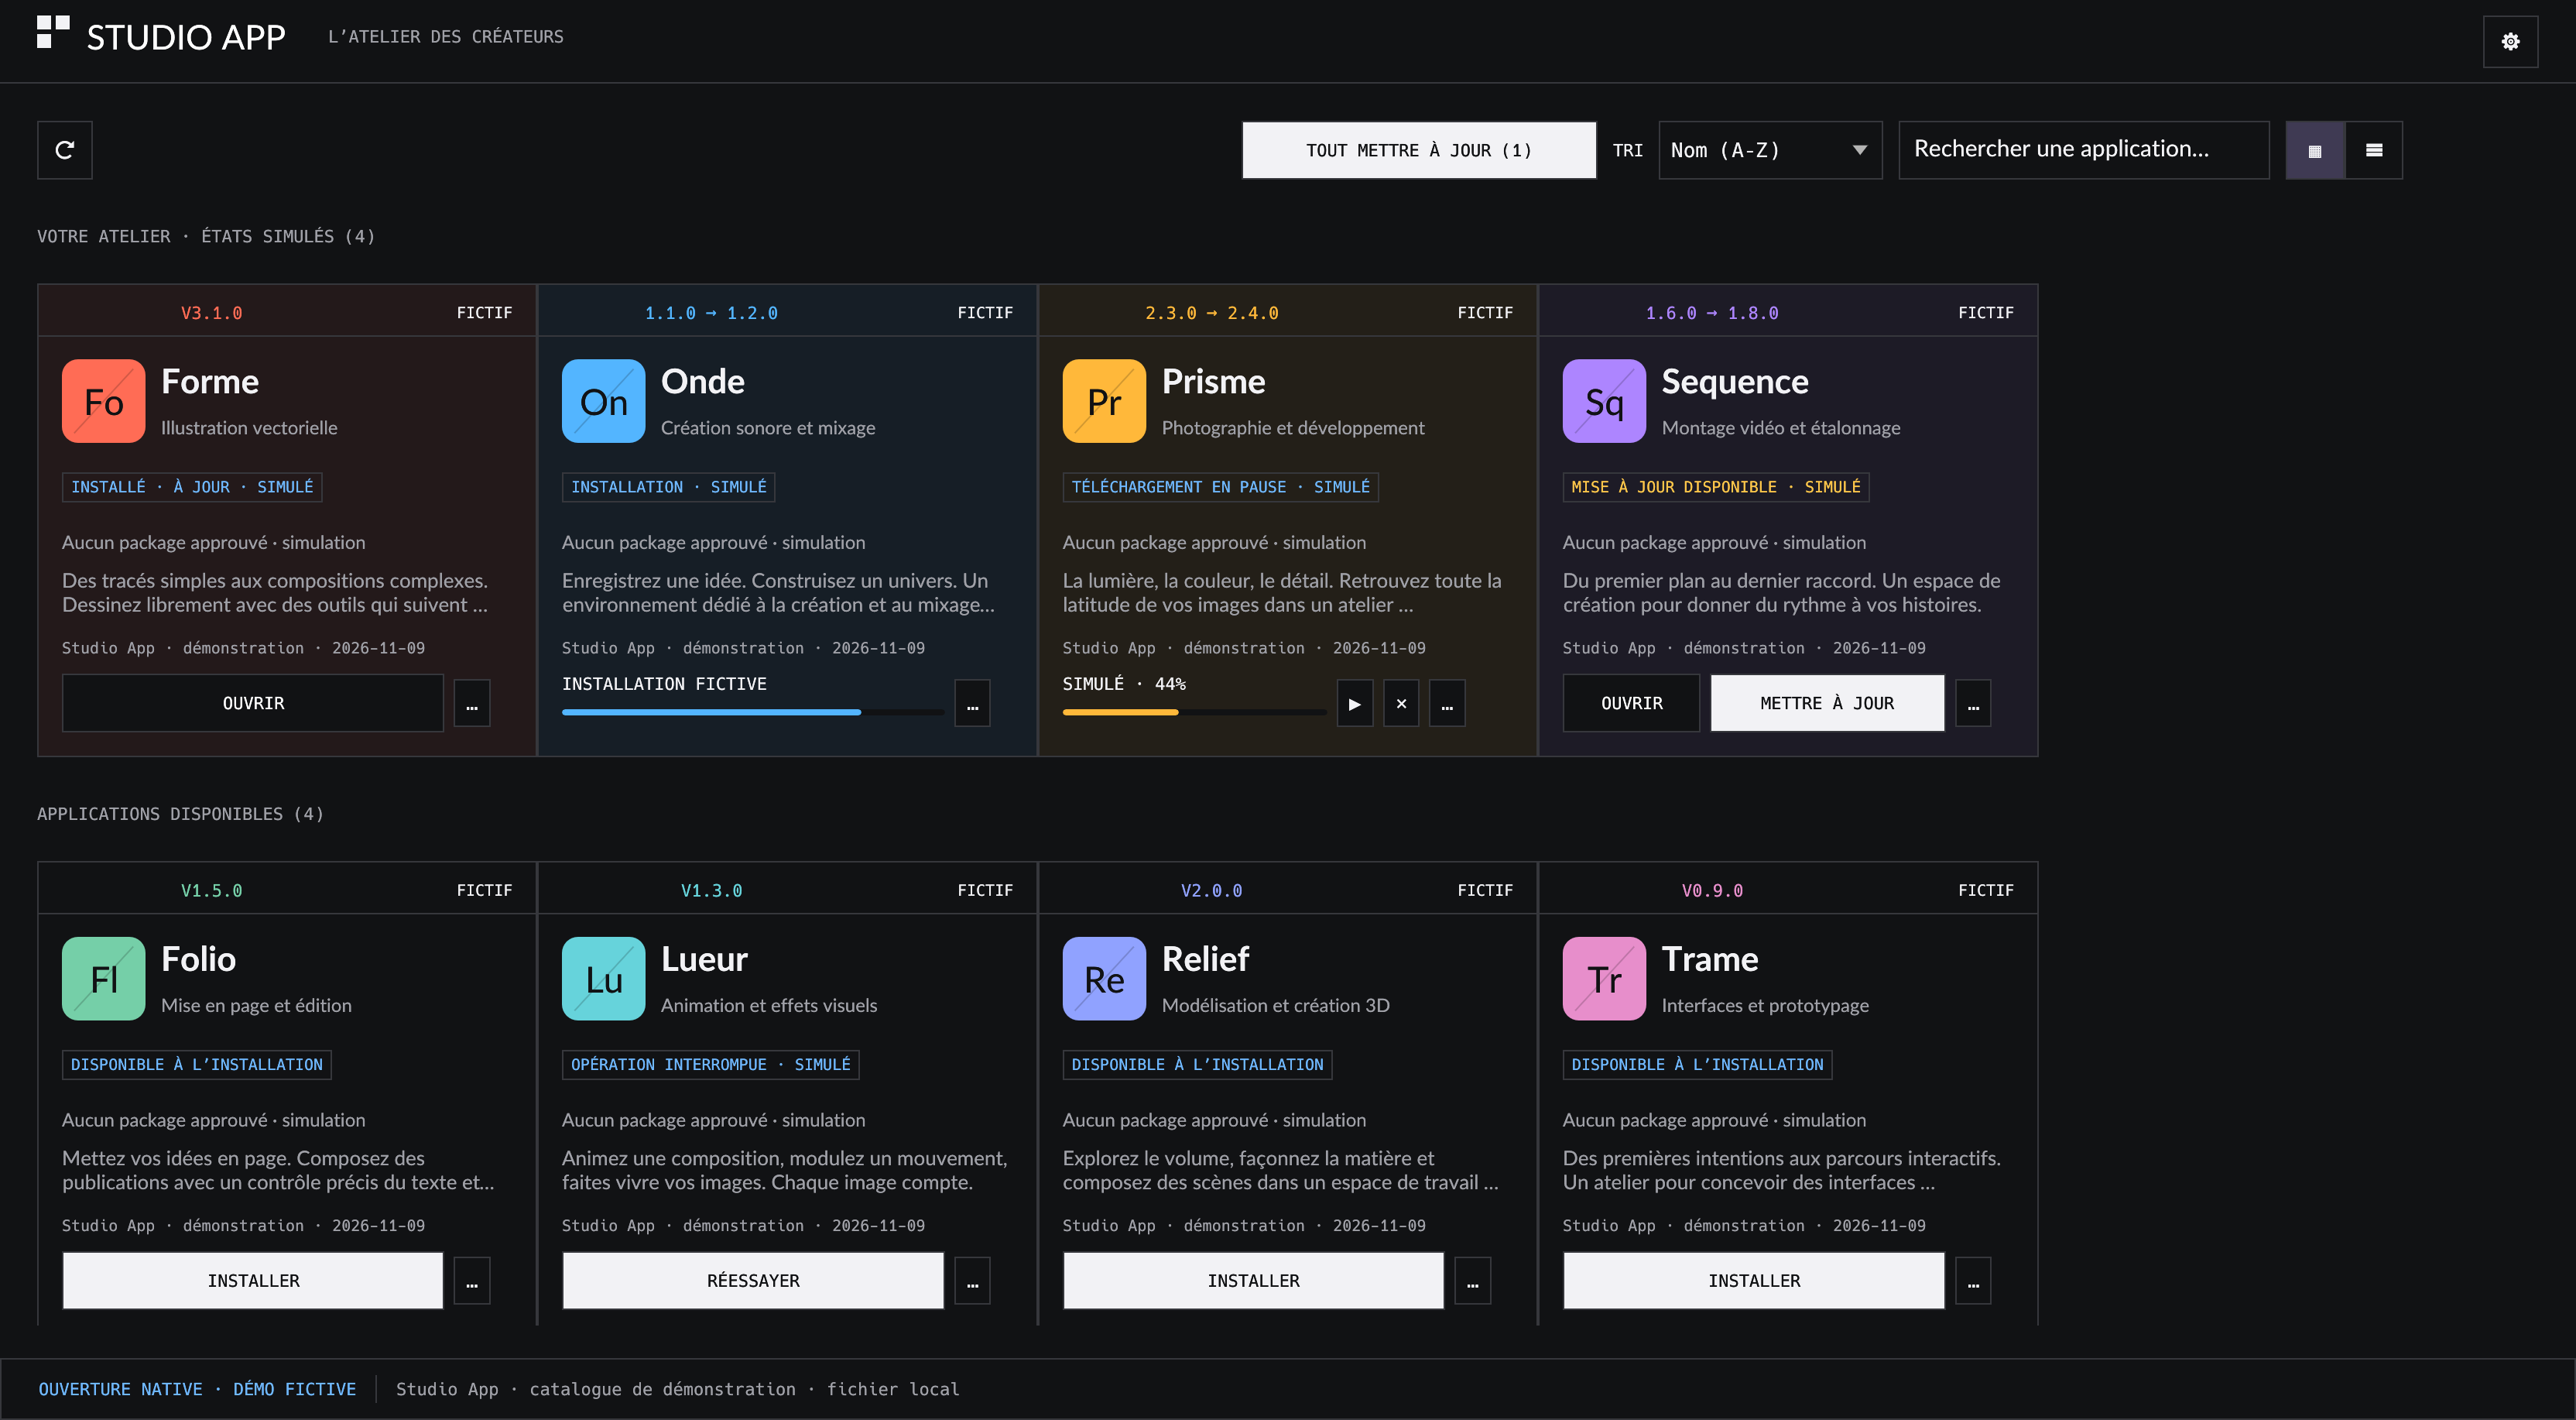 STUDIO APP
L’ATELIER DES CRÉATEURS
TOUT METTRE À JOUR (1)
TRI
Nom (A-Z)
Rechercher une application...
VOTRE ATELIER · ÉTATS SIMULÉS (4)
V3.1.0
FICTIF
Fo
Forme
Illustration vectorielle
INSTALLÉ · À JOUR · SIMULÉ
Aucun package approuvé · simulation
Des tracés simples aux compositions complexes.
Dessinez librement avec des outils qui suivent ...
Studio App · démonstration · 2026-11-09
OUVRIR
...
1.1.0 → 1.2.0
FICTIF
On
Onde
Création sonore et mixage
INSTALLATION · SIMULÉ
Aucun package approuvé · simulation
Enregistrez une idée. Construisez un univers. Un
environnement dédié à la création et au mixage...
Studio App · démonstration · 2026-11-09
INSTALLATION FICTIVE
...
2.3.0 → 2.4.0
FICTIF
Pr
Prisme
Photographie et développement
TÉLÉCHARGEMENT EN PAUSE · SIMULÉ
Aucun package approuvé · simulation
La lumière, la couleur, le détail. Retrouvez toute la
latitude de vos images dans un atelier ...
Studio App · démonstration · 2026-11-09
SIMULÉ · 44%
...
1.6.0 → 1.8.0
FICTIF
Sq
Sequence
Montage vidéo et étalonnage
MISE À JOUR DISPONIBLE · SIMULÉ
Aucun package approuvé · simulation
Du premier plan au dernier raccord. Un espace de
création pour donner du rythme à vos histoires.
Studio App · démonstration · 2026-11-09
OUVRIR
METTRE À JOUR
...
APPLICATIONS DISPONIBLES (4)
V1.5.0
FICTIF
Fl
Folio
Mise en page et édition
DISPONIBLE À L’INSTALLATION
Aucun package approuvé · simulation
Mettez vos idées en page. Composez des
publications avec un contrôle précis du texte et...
Studio App · démonstration · 2026-11-09
INSTALLER
...
V1.3.0
FICTIF
Lu
Lueur
Animation et effets visuels
OPÉRATION INTERROMPUE · SIMULÉ
Aucun package approuvé · simulation
Animez une composition, modulez un mouvement,
faites vivre vos images. Chaque image compte.
Studio App · démonstration · 2026-11-09
RÉESSAYER
...
V2.0.0
FICTIF
Re
Relief
Modélisation et création 3D
DISPONIBLE À L’INSTALLATION
Aucun package approuvé · simulation
Explorez le volume, façonnez la matière et
composez des scènes dans un espace de travail ...
Studio App · démonstration · 2026-11-09
INSTALLER
...
V0.9.0
FICTIF
Tr
Trame
Interfaces et prototypage
DISPONIBLE À L’INSTALLATION
Aucun package approuvé · simulation
Des premières intentions aux parcours interactifs.
Un atelier pour concevoir des interfaces ...
Studio App · démonstration · 2026-11-09
INSTALLER
...
OUVERTURE NATIVE · DÉMO FICTIVE
Studio App · catalogue de démonstration · fichier local